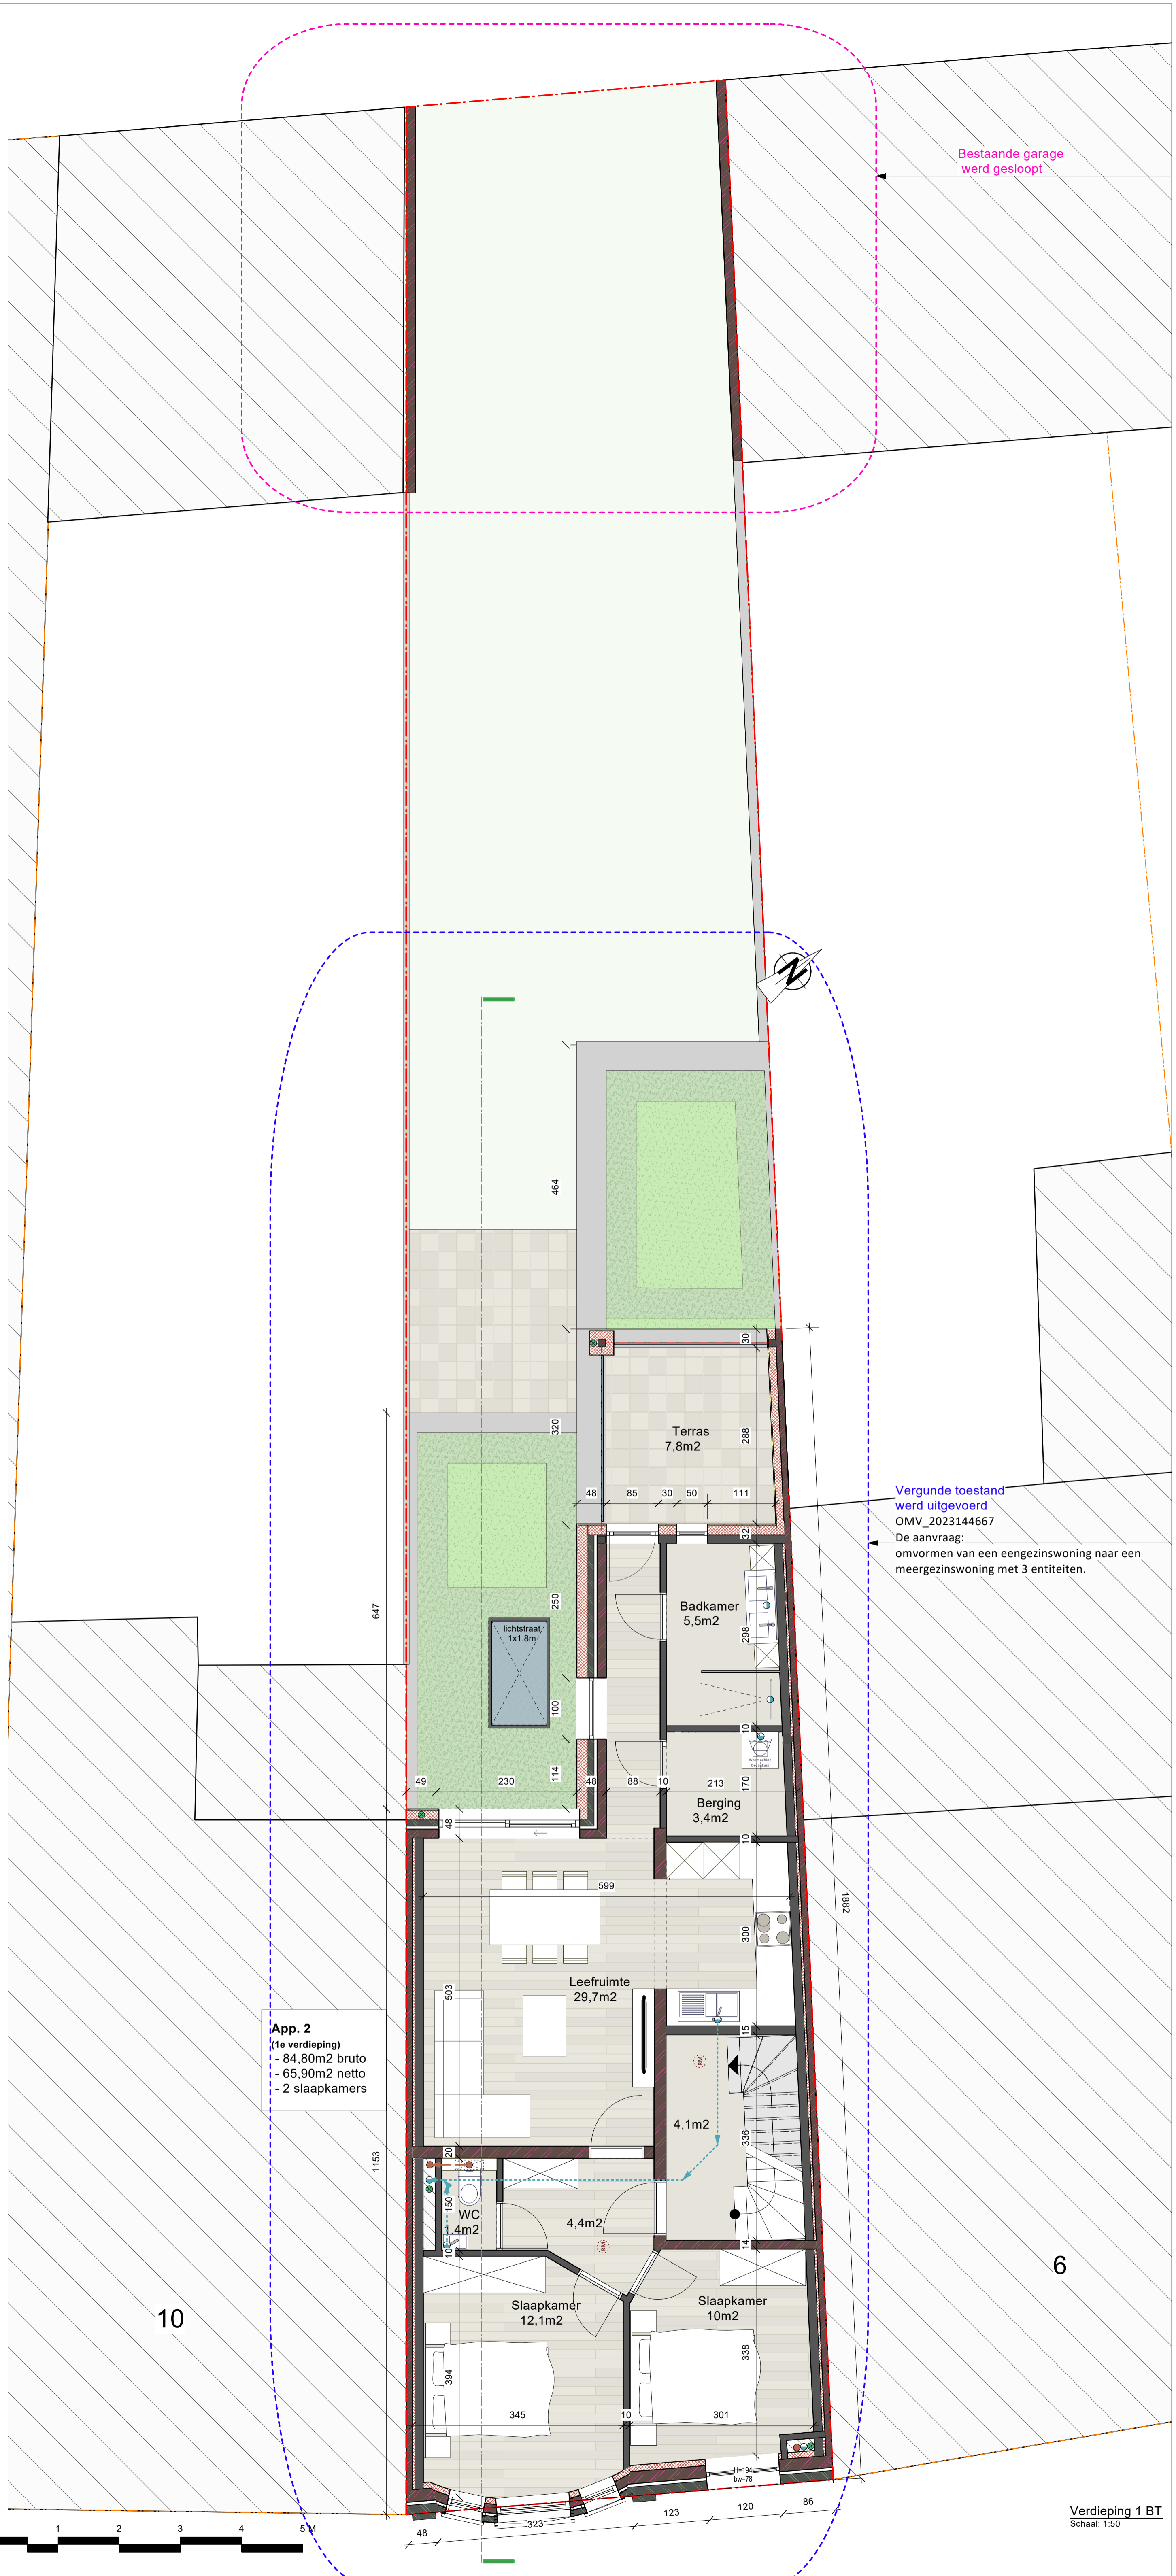 Bestaande garage
werd gesloopt
N
464
30
320
Terras
7,8m2
288
48
85
30
50
111
32
Vergunde toestand
werd uitgevoerd
OMV_2023144667
De aanvraag:
omvormen van een eengezinswoning naar een
meergezinswoning met 3 entiteiten.
250
647
Badkamer
5,5m2
298
lichtstraat
1x1.8m
100
10
114
49
230
48
88
10
213
170
Berging
3,4m2
48
10
599
1882
300
Leefruimte
29,7m2
503
15
App. 2
(1e verdieping)
- 84,80m2 bruto
- 65,90m2 netto
- 2 slaapkamers
RM
4,1m2
336
20
1153
150
WC
1,4m2
4,4m2
RM
10
14
6
10
Slaapkamer
12,1m2
Slaapkamer
10m2
338
394
345
10
301
H=194
bw=78
323
123
120
86
48
Verdieping 1 BT
Schaal: 1:50
1
2
3
4
5 M